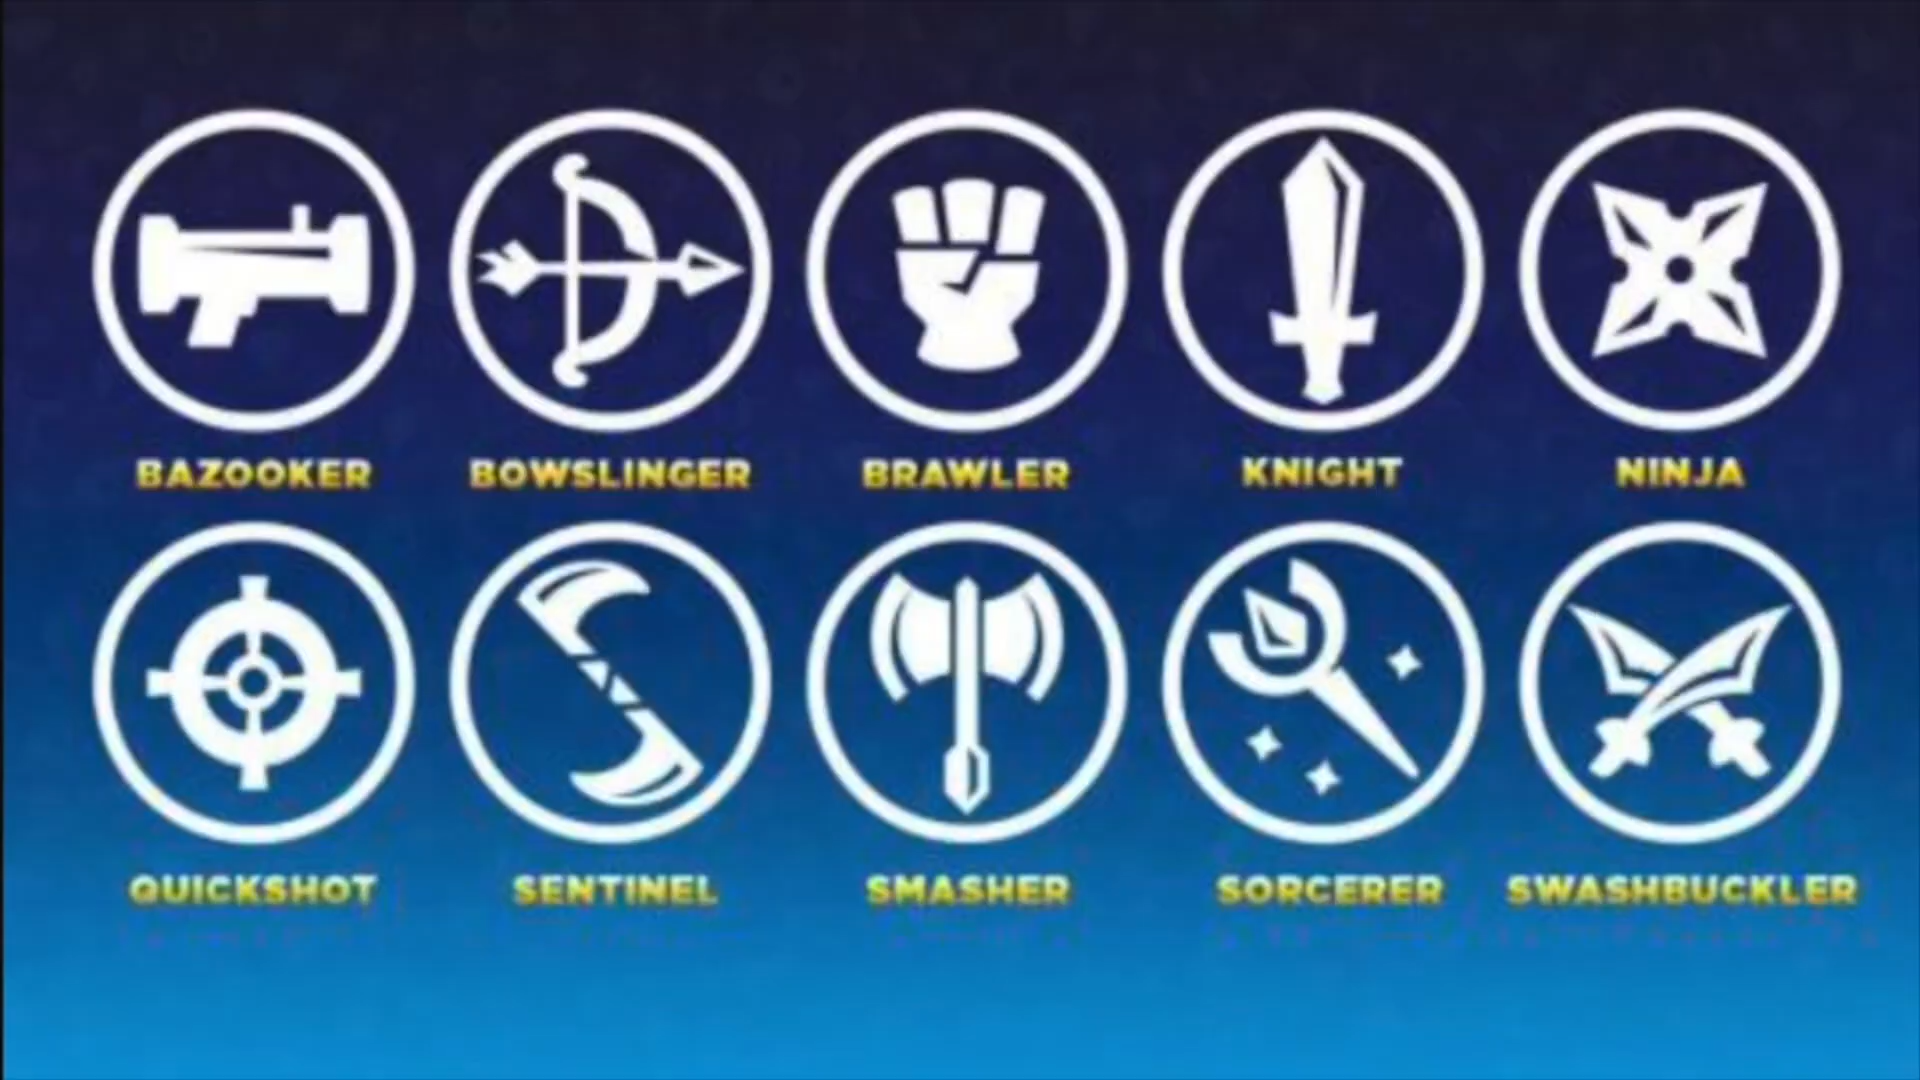 BAZOOKER
BOWSLINGER
BRAWLER
KNIGHT
NINJA
QUICKSHOT
SENTINEL
SMASHER
SORCERER
SWASHBUCKLER